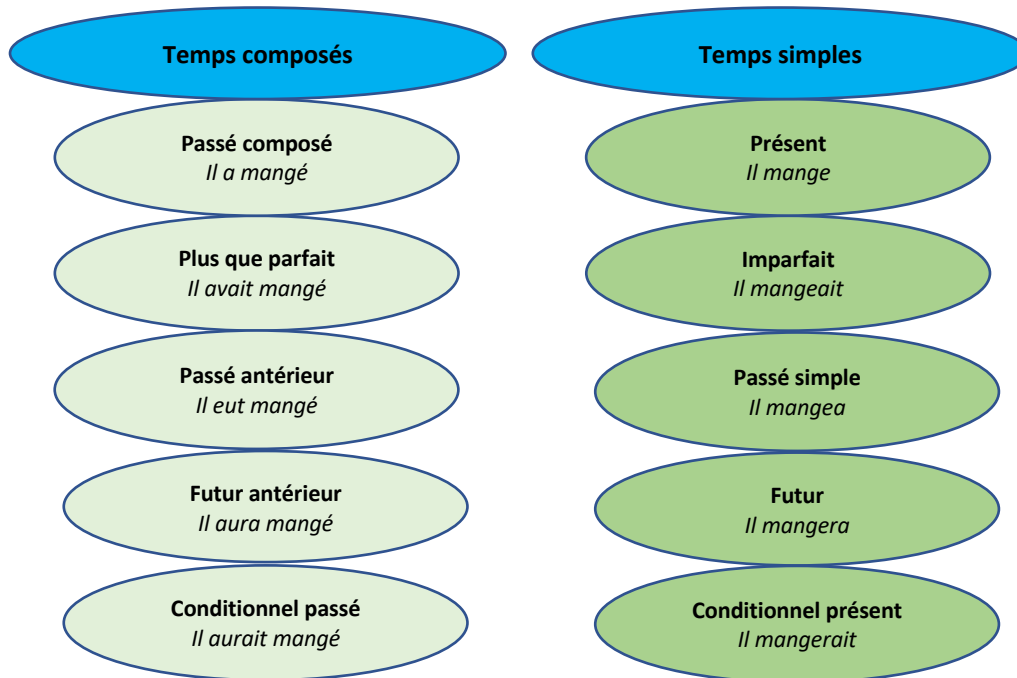 Temps composés
Passé composé
Il a mangé
Plus que parfait
Il avait mangé
Passé antérieur
Il eut mangé
Futur antérieur
Il aura mangé
Conditionnel passé
Il aurait mangé
Temps simples
Présent
Il mange
Imparfait
Il mangeait
Passé simple
Il mangea
Futur
Il mangera
Conditionnel présent
Il mangerait